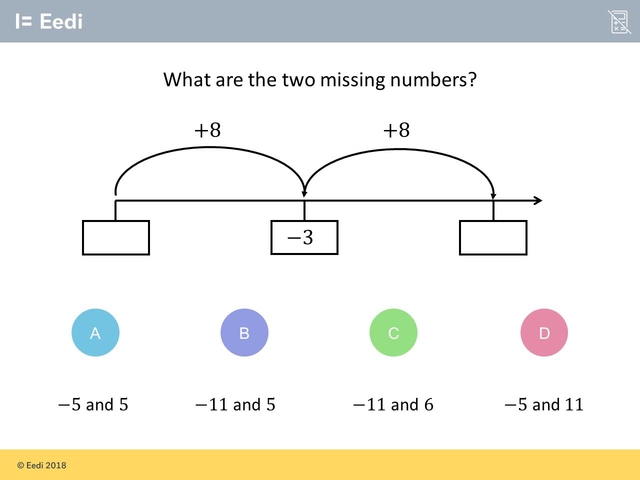 I= Eedi
What are the two missing numbers?
+8 +8
−3
A B C D
−5 and 5 −11 and 5 −11 and 6 −5 and 11
© Eedi 2018